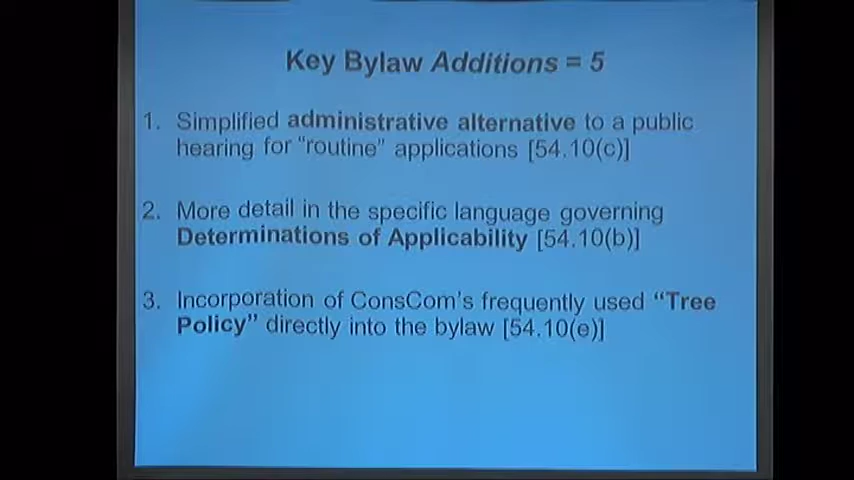 Key Bylaw Additions = 5
1. Simplified administrative alternative to a public
hearing for "routine" applications [54.10(c)]
2. More detail in the specific language governing
Determinations of Applicability [54.10(b)]
3. Incorporation of ConsCom's frequently used "Tree
Policy" directly into the bylaw [54.10(e)]